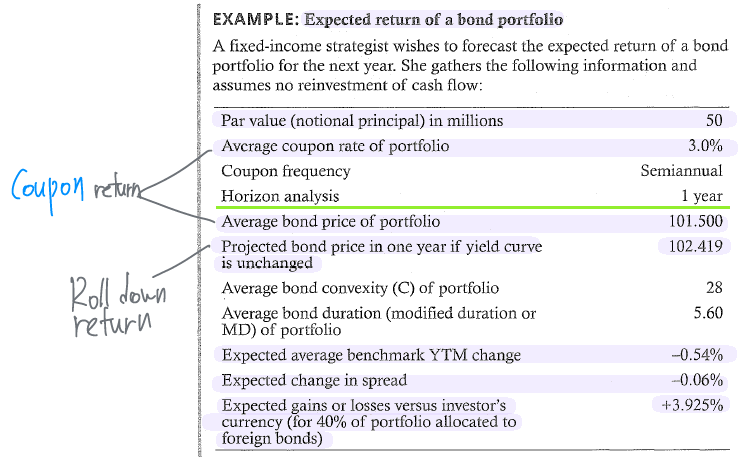 EXAMPLE: Expected return of a bond portfolio
A fixed-income strategist wishes to forecast the expected return of a bond
portfolio for the next year. She gathers the following information and
assumes no reinvestment of cash flow:
Par value (notional principal) in millions 50
Average coupon rate of portfolio 3.0%
Coupon frequency Semiannual
Coupon return
Horizon analysis 1 year
Average bond price of portfolio 101.500
Projected bond price in one year if yield curve 102.419
is unchanged
Roll down
return
Average bond convexity (C) of portfolio 28
Average bond duration (modified duration or 5.60
MD) of portfolio
Expected average benchmark YTM change –0.54%
Expected change in spread –0.06%
Expected gains or losses versus investor's +3.925%
currency (for 40% of portfolio allocated to
foreign bonds)